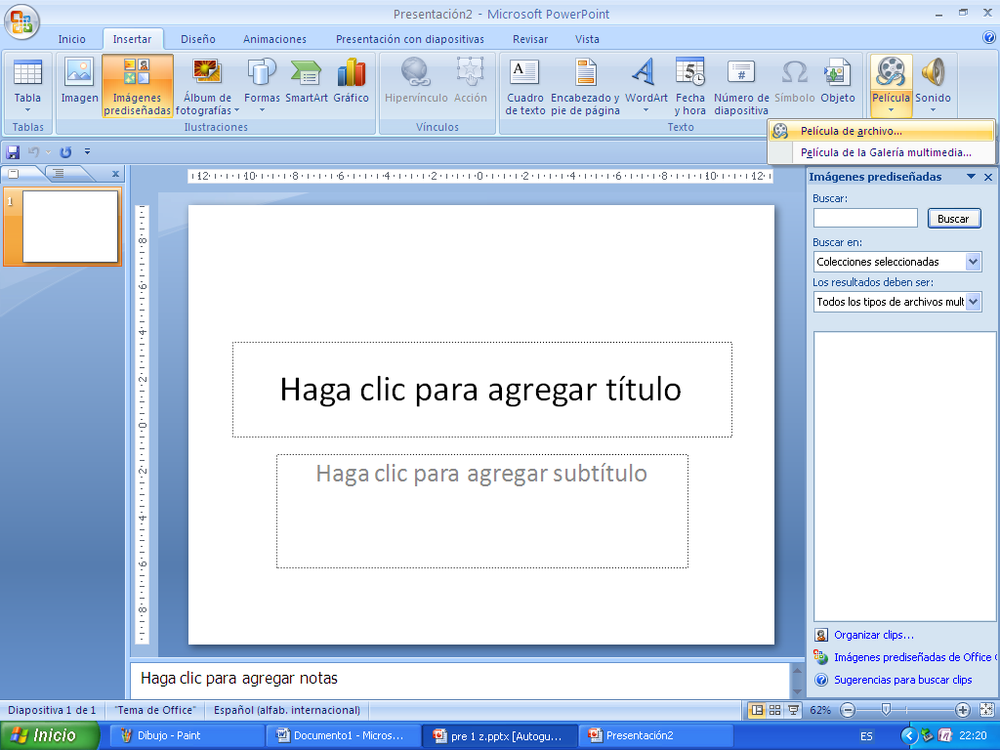 Presentación2 - Microsoft PowerPoint
Inicio Insertar Diseño Animaciones Presentación con diapositivas Revisar Vista
Tabla Imagen Imágenes prediseñadas Álbum de fotografías Formas SmartArt Gráfico Hipervínculo Acción Cuadro de texto Encabezado y pie de página WordArt Fecha y hora Número de diapositiva Símbolo Objeto Película Sonido
Tablas Ilustraciones Vínculos Texto
Película de archivo...
Película de la Galería multimedia...
1
12 10 8 6 4 2 0 2 4 6 8 10 12
8 6 4 2 0 2 4 6 8
Haga clic para agregar título
Haga clic para agregar subtítulo
Haga clic para agregar notas
Imágenes prediseñadas
Buscar:
Buscar
Buscar en:
Colecciones seleccionadas
Los resultados deben ser:
Todos los tipos de archivos mult
Organizar clips...
Imágenes prediseñadas de Office
Sugerencias para buscar clips
Diapositiva 1 de 1 "Tema de Office" Español (alfab. internacional) 62%
Inicio Dibujo - Paint Documento1 - Micros... pre 1 z.pptx [Autogu... Presentación2 ES 22:20